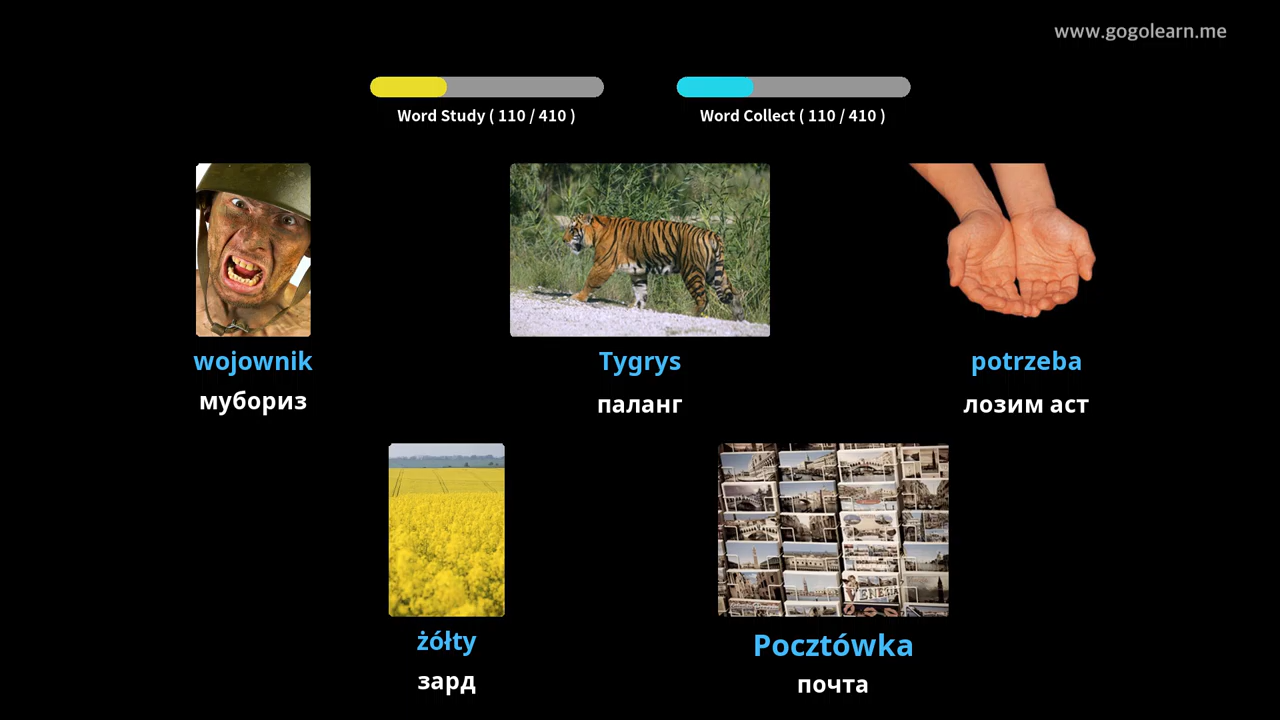 www.gogolearn.me
Word Study ( 110 / 410 )
Word Collect ( 110 / 410 )
wojownik
мубориз
Tygrys
паланг
potrzeba
лозим аст
żółty
зард
Pocztówka
почта